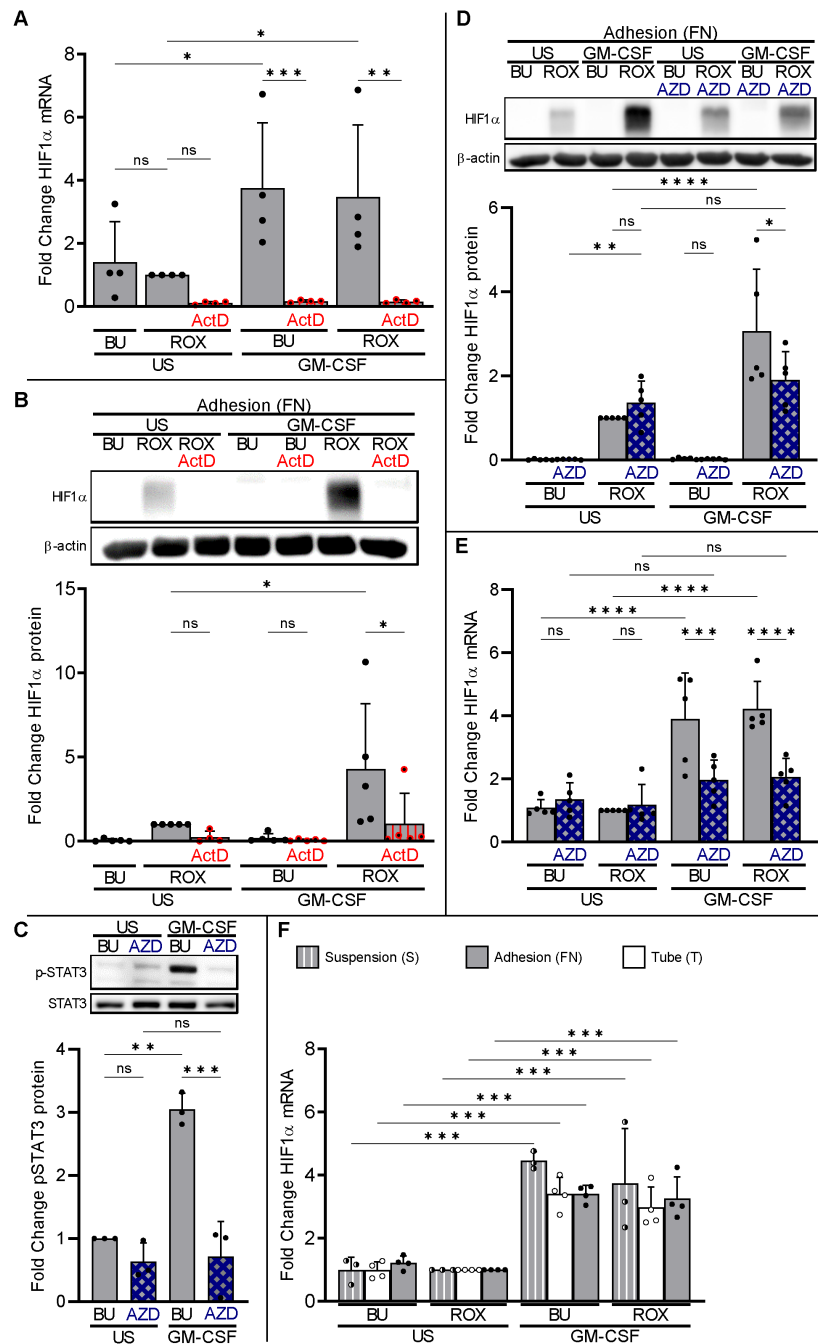 A
Fold Change HIF1α mRNA
8
6
4
2
0
*
*
***
**
ns
ns
ActD
ActD
ActD
BU
ROX
BU
ROX
US
GM-CSF
B
Adhesion (FN)
US
GM-CSF
BU ROX ROX BU BU ROX ROX
ActD
ActD
ActD
HIF1α
β-actin
Fold Change HIF1α protein
15
10
5
0
*
ns
ns
*
ActD
ActD
ActD
BU
ROX
BU
ROX
US
GM-CSF
C
US
GM-CSF
BU AZD BU AZD
p-STAT3
STAT3
Fold Change pSTAT3 protein
4
3
2
1
0
ns
**
ns
***
BU AZD BU AZD
US
GM-CSF
D
Adhesion (FN)
US GM-CSF US GM-CSF
BU ROX BU ROX BU ROX BU ROX
AZD AZD AZD AZD
HIF1α
β-actin
Fold Change HIF1α protein
6
4
2
0
****
ns
ns
*
**
ns
AZD
AZD
AZD
AZD
BU
ROX
BU
ROX
US
GM-CSF
E
Fold Change HIF1α mRNA
8
6
4
2
0
ns
ns
****
****
ns
ns
***
****
AZD
AZD
AZD
AZD
BU
ROX
BU
ROX
US
GM-CSF
F
Suspension (S)
Adhesion (FN)
Tube (T)
Fold Change HIF1α mRNA
8
6
4
2
0
***
***
***
***
***
***
BU
ROX
BU
ROX
US
GM-CSF